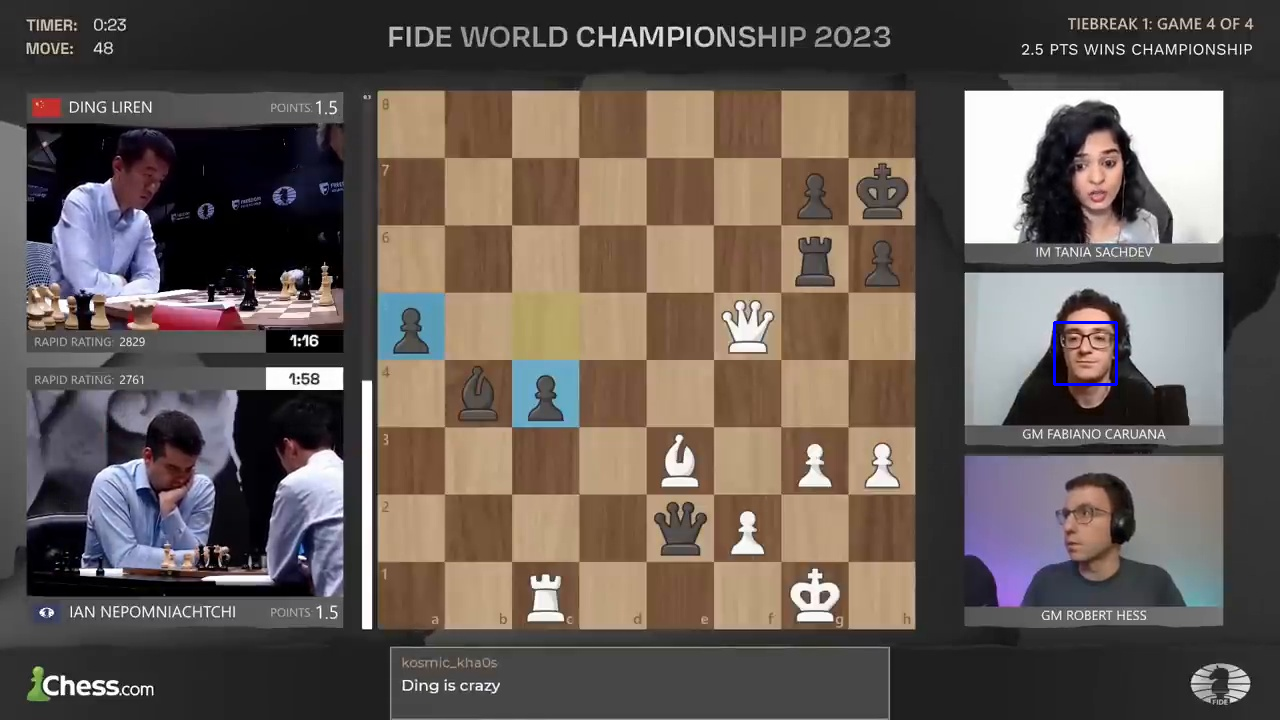 TIMER: 0:23
MOVE: 48
FIDE WORLD CHAMPIONSHIP 2023
TIEBREAK 1: GAME 4 OF 4
2.5 PTS WINS CHAMPIONSHIP
DING LIREN POINTS: 1.5
RAPID RATING: 2829 1:16
RAPID RATING: 2761 1:58
IAN NEPOMNIACHTCHI POINTS: 1.5
8
7
6
5
4
3
2
1
a b c d e f g h
IM TANIA SACHDEV
GM FABIANO CARUANA
GM ROBERT HESS
Chess.com
kosmic_kha0s
Ding is crazy
FIDE